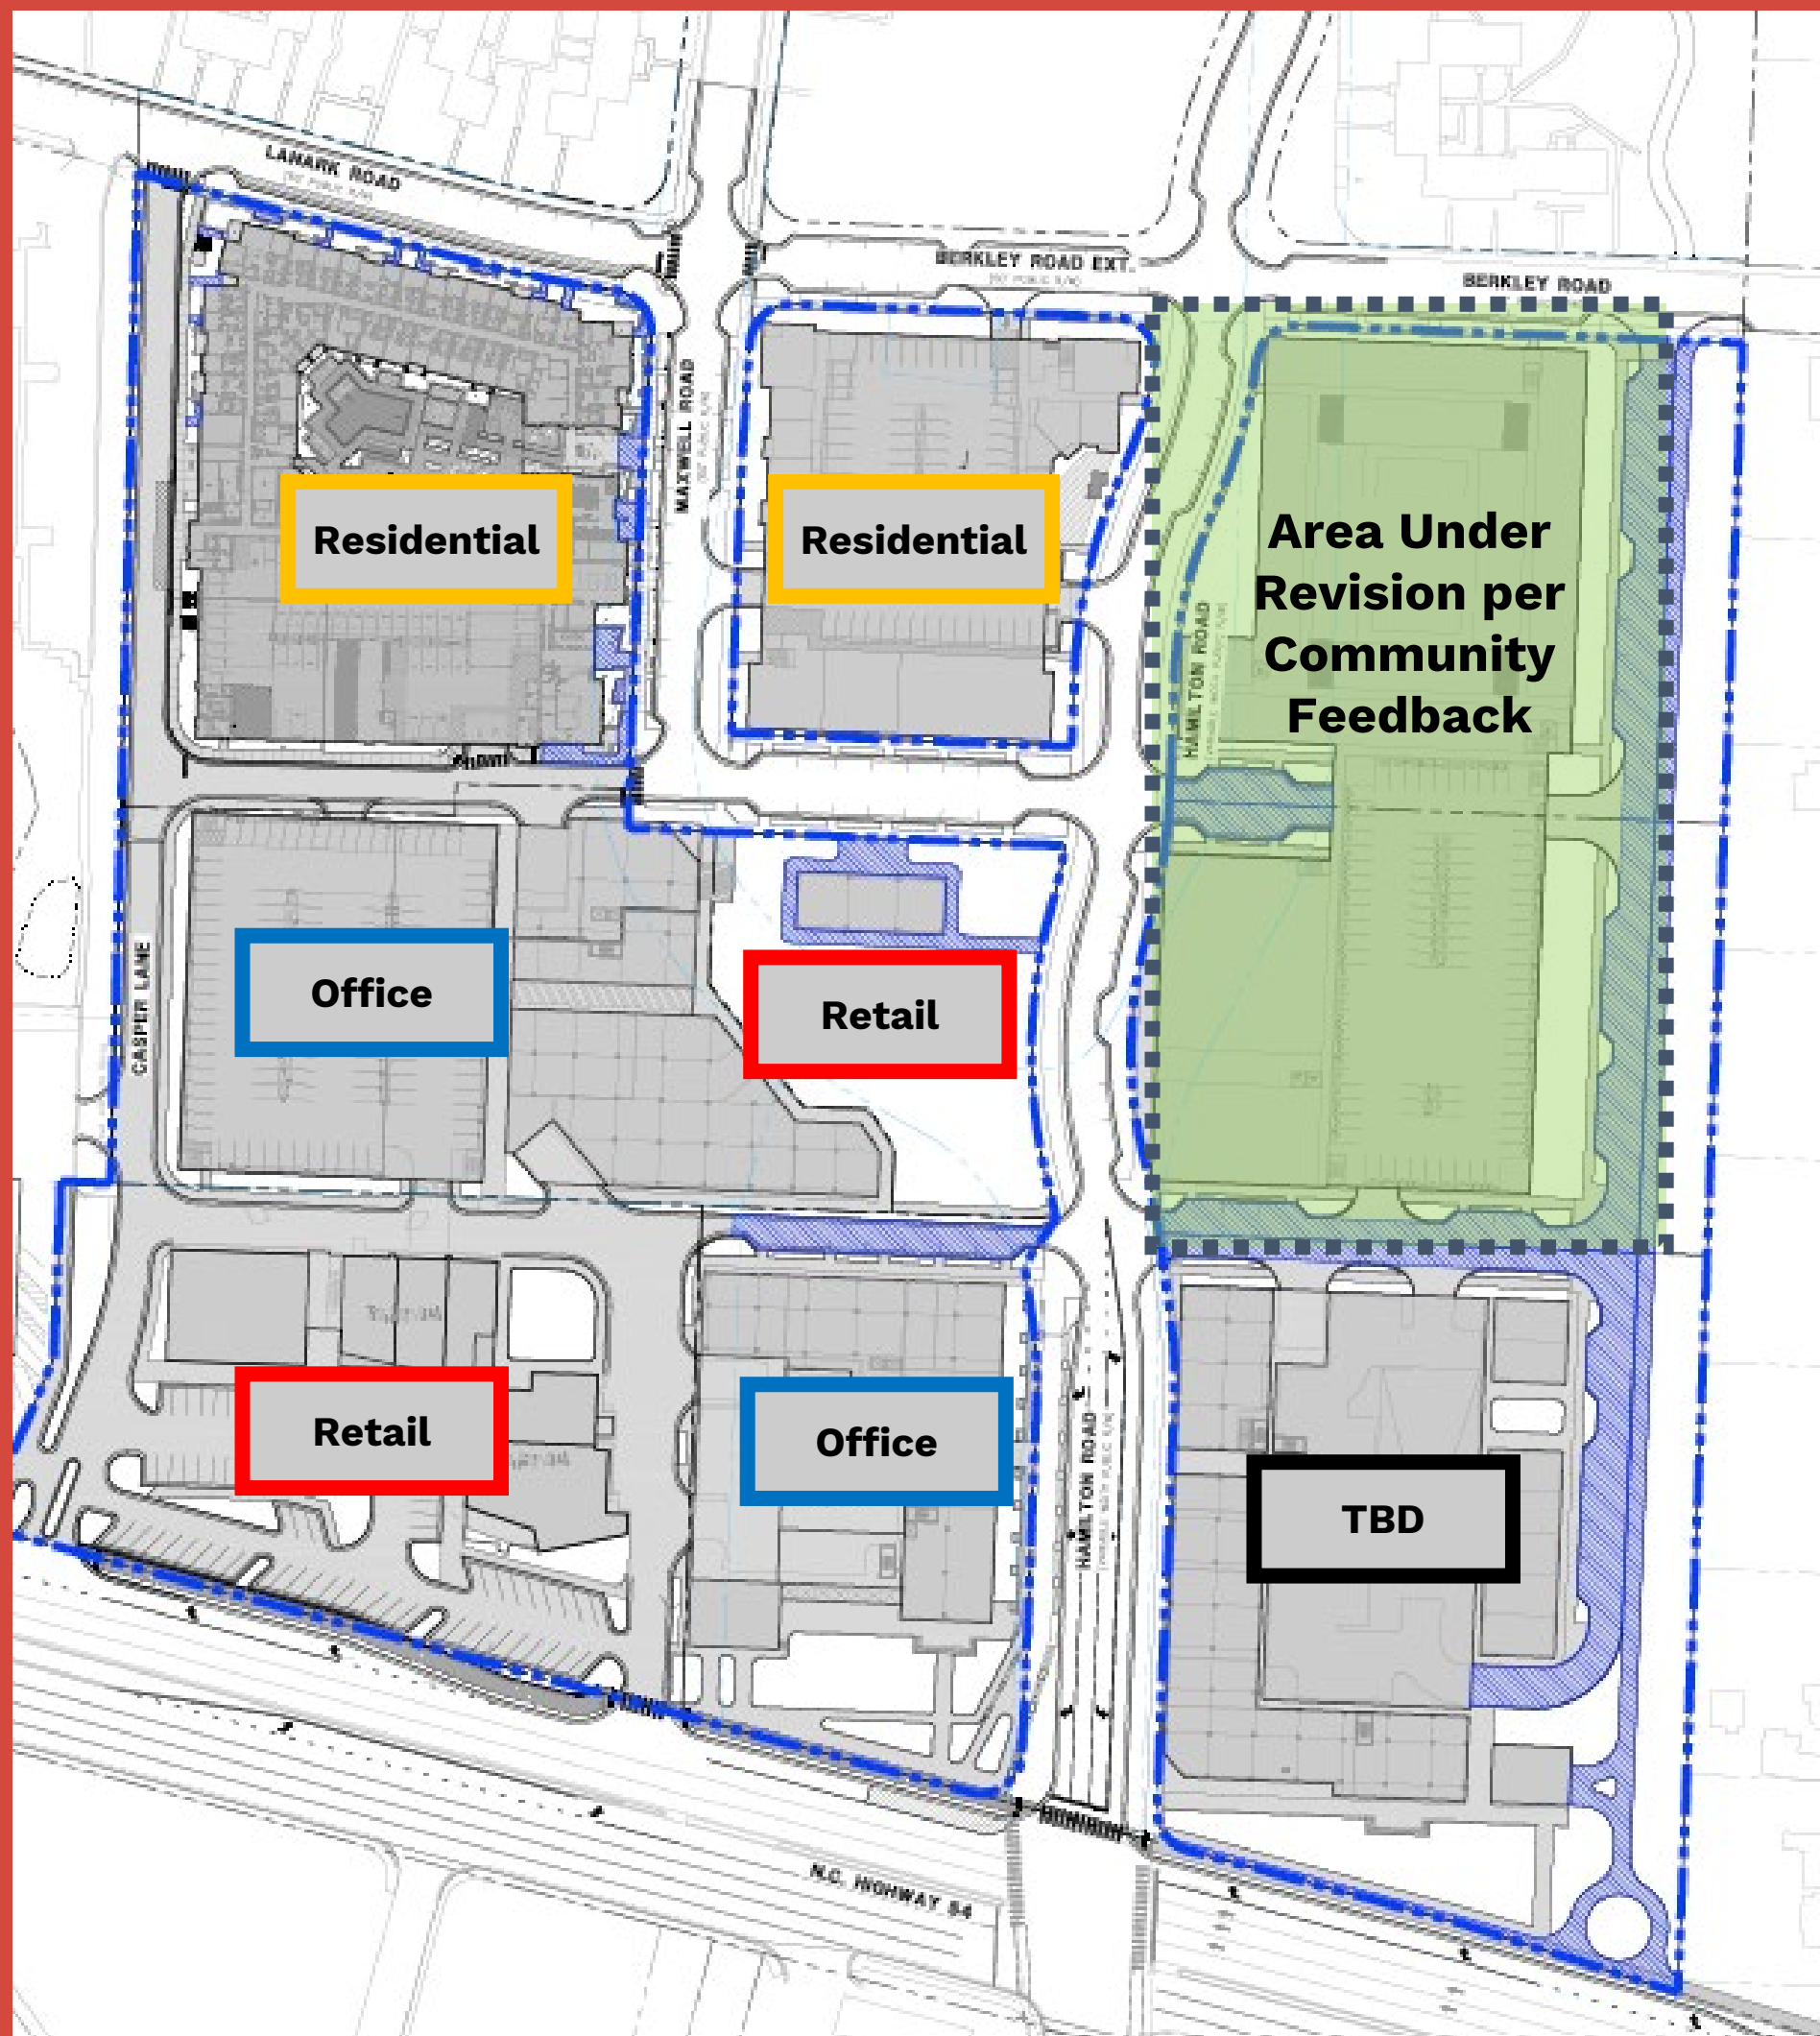 LANARK ROAD
BERKLEY ROAD EXT.
BERKLEY ROAD
MAXWELL ROAD
Residential
Residential
Area Under
Revision per
Community
Feedback
HAMILTON ROAD
CASPER LANE
Office
Retail
Retail
Office
HAMILTON ROAD
TBD
N.C. HIGHWAY 54